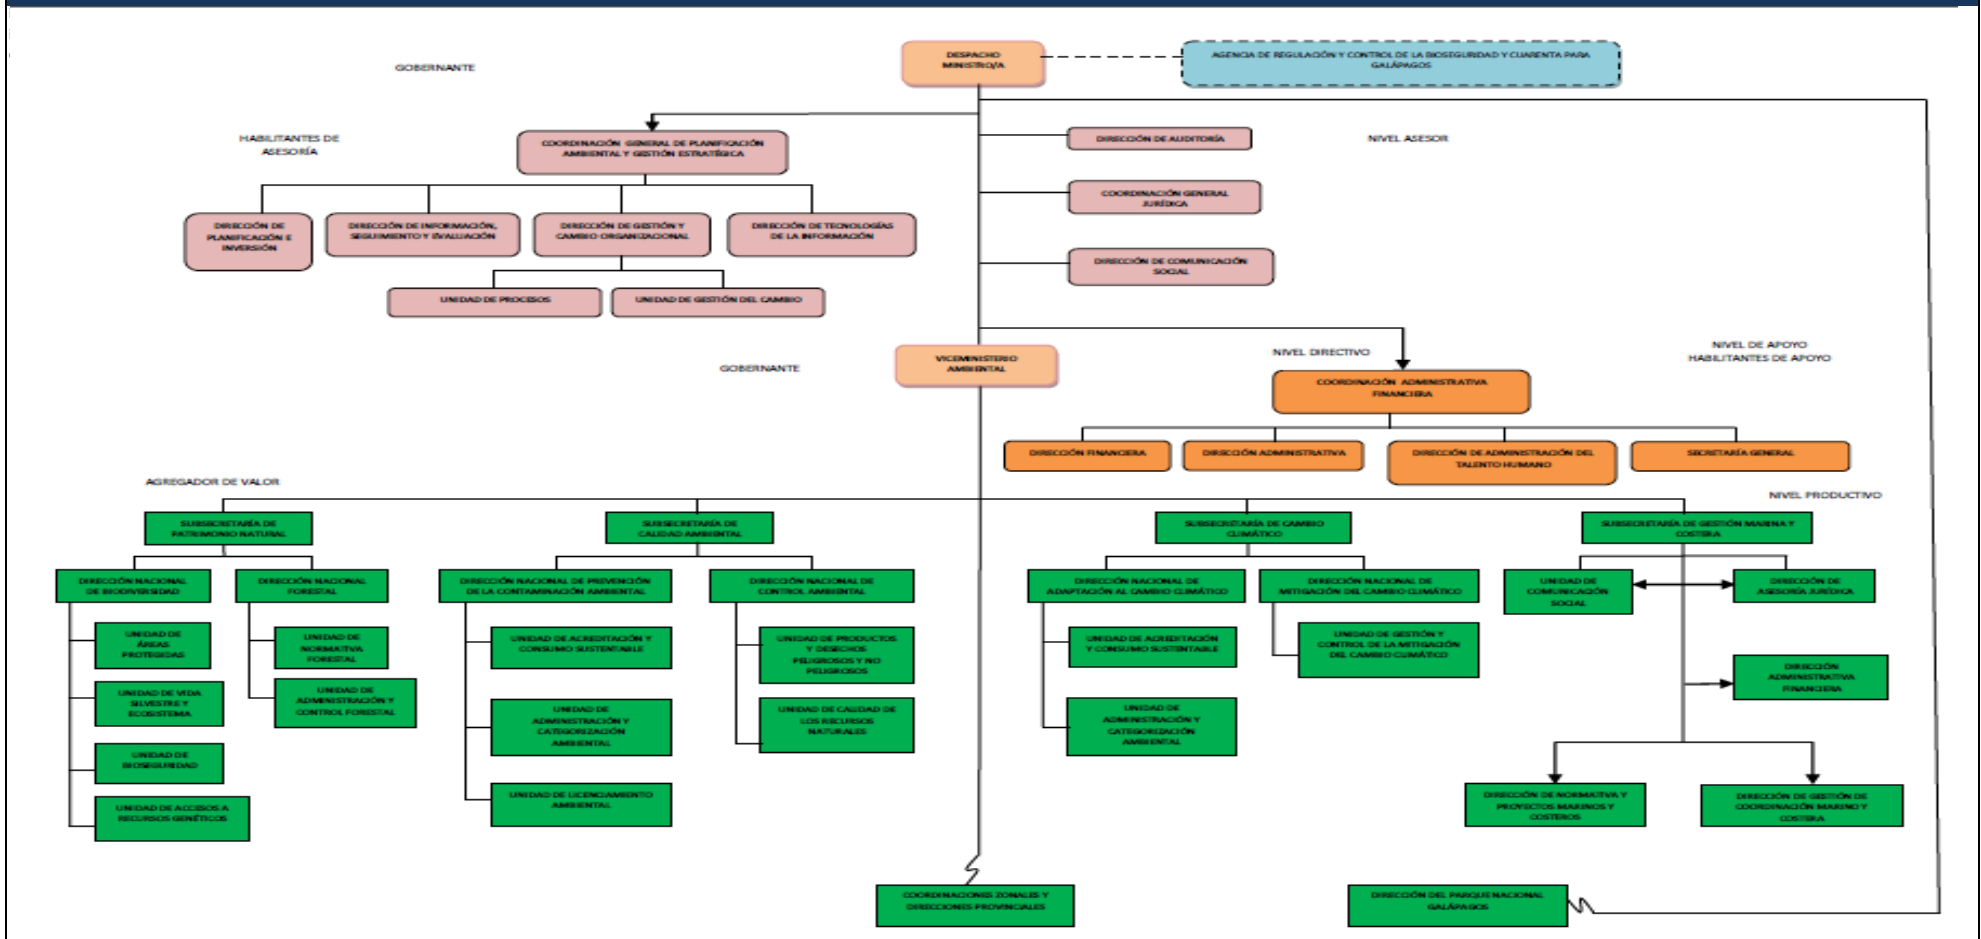 DESPACHO
MINISTRO/A
AGENCIA DE REGULACIÓN Y CONTROL DE LA BIOSEGURIDAD Y CUARENTA PARA
GALÁPAGOS
GOBERNANTE
HABILITANTES DE
ASESORÍA
COORDINACIÓN GENERAL DE PLANIFICACIÓN
AMBIENTAL Y GESTIÓN ESTRATÉGICA
DIRECCIÓN DE AUDITORÍA
NIVEL ASESOR
COORDINACIÓN GENERAL
JURÍDICA
DIRECCIÓN DE
PLANIFICACIÓN E
INVERSIÓN
DIRECCIÓN DE INFORMACIÓN,
SEGUIMIENTO Y EVALUACIÓN
DIRECCIÓN DE GESTIÓN Y
CAMBIO ORGANIZACIONAL
DIRECCIÓN DE TECNOLOGÍAS
DE LA INFORMACIÓN
DIRECCIÓN DE COMUNICACIÓN
SOCIAL
UNIDAD DE PROCESOS
UNIDAD DE GESTIÓN DEL CAMBIO
GOBERNANTE
VICEMINISTERIO
AMBIENTAL
NIVEL DIRECTIVO
NIVEL DE APOYO
HABILITANTES DE APOYO
COORDINACIÓN ADMINISTRATIVA
FINANCIERA
DIRECCIÓN FINANCIERA
DIRECCIÓN ADMINISTRATIVA
DIRECCIÓN DE ADMINISTRACIÓN DEL
TALENTO HUMANO
SECRETARÍA GENERAL
AGREGADOR DE VALOR
NIVEL PRODUCTIVO
SUBSECRETARÍA DE
PATRIMONIO NATURAL
SUBSECRETARÍA DE
CALIDAD AMBIENTAL
SUBSECRETARÍA DE CAMBIO
CLIMÁTICO
SUBSECRETARÍA DE GESTIÓN MARINA Y
COSTERA
DIRECCIÓN NACIONAL
DE BIODIVERSIDAD
DIRECCIÓN NACIONAL
FORESTAL
DIRECCIÓN NACIONAL DE PREVENCIÓN
DE LA CONTAMINACIÓN AMBIENTAL
DIRECCIÓN NACIONAL DE
CONTROL AMBIENTAL
DIRECCIÓN NACIONAL DE
ADAPTACIÓN AL CAMBIO CLIMÁTICO
DIRECCIÓN NACIONAL DE
MITIGACIÓN DEL CAMBIO CLIMÁTICO
UNIDAD DE
COMUNICACIÓN
SOCIAL
DIRECCIÓN DE
ASESORÍA JURÍDICA
UNIDAD DE
ÁREAS
PROTEGIDAS
UNIDAD DE
NORMATIVA
FORESTAL
UNIDAD DE ACREDITACIÓN Y
CONSUMO SUSTENTABLE
UNIDAD DE PRODUCTOS
Y DESECHOS
PELIGROSOS Y NO
PELIGROSOS
UNIDAD DE ACREDITACIÓN
Y CONSUMO SUSTENTABLE
UNIDAD DE GESTIÓN Y
CONTROL DE LA MITIGACIÓN
DEL CAMBIO CLIMÁTICO
DIRECCIÓN
ADMINISTRATIVA
FINANCIERA
UNIDAD DE VIDA
SILVESTRE Y
ECOSISTEMA
UNIDAD DE
ADMINISTRACIÓN Y
CONTROL FORESTAL
UNIDAD DE
ADMINISTRACIÓN Y
CATEGORIZACIÓN
AMBIENTAL
UNIDAD DE CALIDAD DE
LOS RECURSOS
NATURALES
UNIDAD DE
ADMINISTRACIÓN Y
CATEGORIZACIÓN
AMBIENTAL
UNIDAD DE
BIOSEGURIDAD
UNIDAD DE ACCESOS A
RECURSOS GENÉTICOS
UNIDAD DE LICENCIAMIENTO
AMBIENTAL
DIRECCIÓN DE NORMATIVA Y
PROYECTOS MARINOS Y
COSTEROS
DIRECCIÓN DE GESTIÓN DE
COORDINACIÓN MARINO Y
COSTERA
COORDINACIONES ZONALES Y
DIRECCIONES PROVINCIALES
DIRECCIÓN DEL PARQUE NACIONAL
GALÁPAGOS